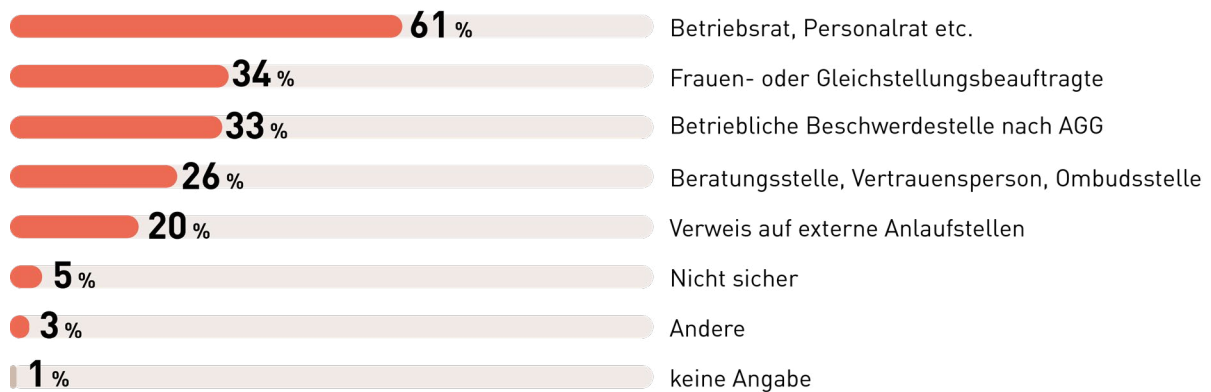 61 % Betriebsrat, Personalrat etc.
34 % Frauen- oder Gleichstellungsbeauftragte
33 % Betriebliche Beschwerdestelle nach AGG
26 % Beratungsstelle, Vertrauensperson, Ombudsstelle
20 % Verweis auf externe Anlaufstellen
5 % Nicht sicher
3 % Andere
1 % keine Angabe